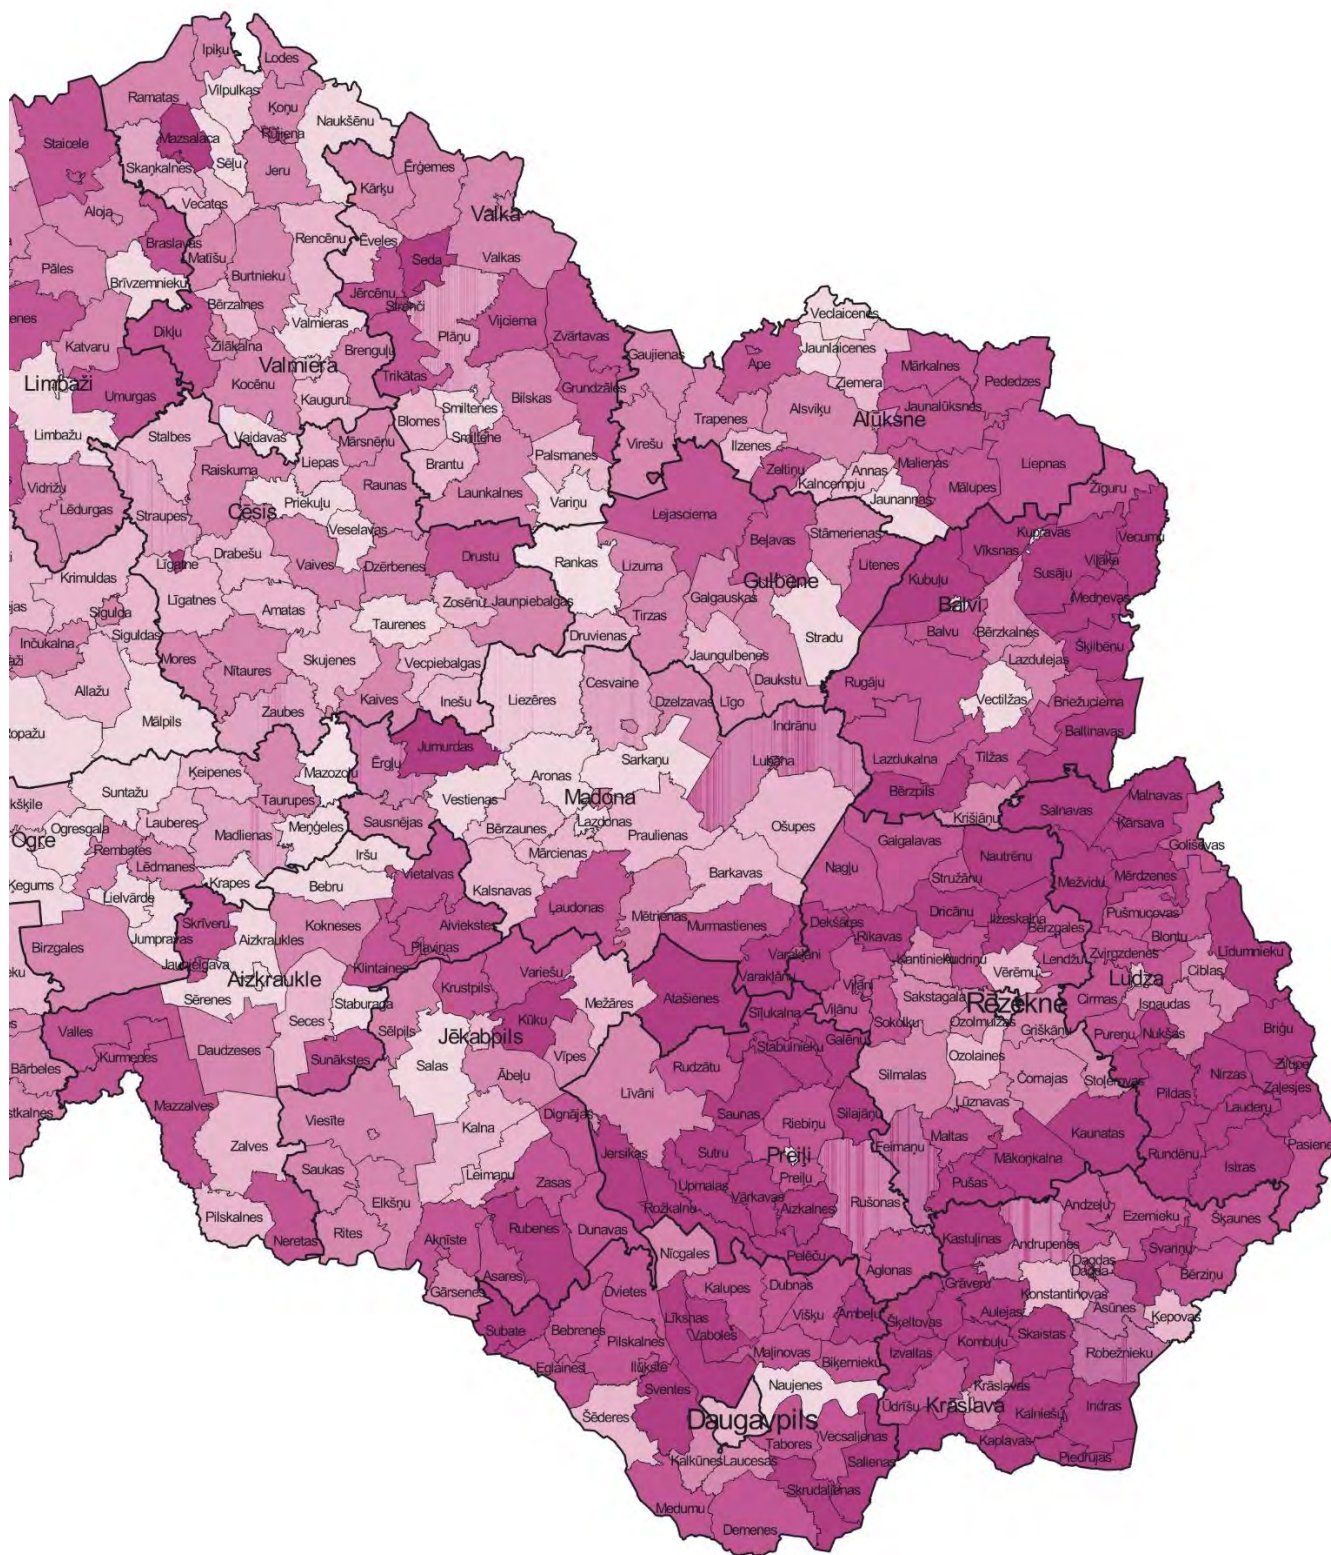 Ipiķu
Lodes
Ramatas
Vilpulkas
Ķoņu
Naukšēnu
Staicele
Mazsalaca
Rūjiena
Skaņkalnes
Sēļu
Jeru
Ērģemes
Kārķu
Aloja
Vecates
Valka
Braslavas
Matīšu
Rencēnu
Ēveles
Valkas
Pāles
Brīvzemnieku
Burtnieku
Seda
Bērzaines
Jērcēnu
Strenči
Veclaicenes
enes
Dikļu
Valmieras
Plāņu
Vijciema
Zvārtavas
Jaunlaicenes
Katvaru
Zilākalna
Brenguļu
Gaujienas
Ape
Mārkalnes
Limbaži
Valmiera
Trikātas
Ziemera
Pededzes
Umurgas
Kocēnu
Kauguru
Smiltenes
Bilskas
Grundzāles
Alsviķu
Jaunalūksnes
Limbažu
Vaidavas
Blomes
Trapenes
Alūksne
Stalbes
Mārsnēnu
Smiltene
Virešu
Ilzenes
Raiskuma
Liepas
Brantu
Palsmanes
Zeltiņu
Annas
Malienas
Liepnas
Vidrižu
Raunas
Launkalnes
Kalncempju
Mālupes
Lēdurgas
Straupes
Cēsis
Priekuļu
Variņu
Lejasciema
Jaunannas
Žīguru
Veselavas
Stāmerienas
Kupravas
Vecumu
Drabešu
Drustu
Beļavas
Vīksnas
Līgatne
Vaives
Dzērbenes
Rankas
Lizuma
Litenes
Kubuļu
Susāju
Viļaka
Krimuldas
Līgatnes
Gulbene
Balvi
Medņevas
Sigulda
Amatas
Zosēnu
Jaunpiebalgas
Galgauskas
Taurenes
Tirzas
Stradu
Balvu
Bērzkalnes
Inčukalna
Siguldas
Druvienas
Šķilbēnu
Mores
Nītaures
Skujenes
Vecpiebalgas
Jaungulbenes
Lazdulejas
Allažu
Cesvaine
Daukstu
Rugāju
Vectilžas
Briežuciema
Zaubes
Kaives
Inešu
Liezēres
Dzelzavas
Līgo
Mālpils
Baltinavas
Ropažu
Jumurdas
Indrānu
Mazozolu
Ērgļu
Sarkaņu
Lubāna
Lazdukalna
Tilžas
Ķeipenes
Aronas
Suntažu
Taurupes
Vestienas
Madona
Bērzpils
Malnavas
Ogresgala
Lauberes
Madlienas
Meņģeles
Sausnējas
Lazdonas
Ošupes
Krišjāņu
Salnavas
Kārsava
Ogre
Rembates
Bērzaunes
Praulienas
Gaigalavas
Goliševas
Lēdmanes
Iršu
Mārcienas
Nagļu
Nautrēnu
Ķegums
Krapes
Bebru
Vietalvas
Barkavas
Stružānu
Mežvidu
Mērdzenes
Lielvārde
Kalsnavas
Skrīveru
Ļaudonas
Mētrienas
Dricānu
Ilzeskalna
Pušmucovas
Birzgales
Jumpravas
Aizkraukles
Kokneses
Aiviekstes
Murmastienes
Dekšāres
Rikavas
Bērzgales
Blontu
Pļaviņas
Varakļāni
Kantinieku
Audriņu
Zvirgzdenes
Līdumnieku
Jaunjelgava
Aizkraukle
Klintaines
Variešu
Varakļānu
Viļāni
Vērēmu
Lendžu
Ludza
Ciblas
Sērenes
Staburaga
Krustpils
Mežāres
Atašienes
Sakstagala
Rēzekne
Cirmas
Isnaudas
Valles
Seces
Sēlpils
Kūku
Sīļukalna
Viļānu
Sokolku
Ozolmuižas
Griškānu
Kurmenes
Daudzeses
Sunākstes
Jēkabpils
Galēnu
Pureņu
Nukšas
Briģu
Bārbeles
Salas
Vīpes
Rudzātu
Stabulnieku
Ozolaines
Ābeļu
Līvāni
Silmalas
Čornajas
Stoļerovas
Nirzas
Zilupe
Mazzalves
Dignājas
Saunas
Silajāņu
Lūznavas
Pildas
Zaļesjes
Viesīte
Riebiņu
Lauderu
Zalves
Kalna
Jersikas
Sutru
Preiļi
Feimaņu
Maltas
Kaunatas
Rundēnu
Pasiene
Saukas
Leimaņu
Zasas
Upmalas
Preiļu
Mākoņkalna
Istras
Elkšņu
Rožkalnu
Vārkavas
Aizkalnes
Rušonas
Pušas
Pilskalnes
Rubenes
Dunavas
Andzeļu
Ezernieku
Šķaunes
Rites
Neretas
Aknīste
Nīcgales
Pelēču
Kastuļinas
Andrupenes
Svariņu
Asares
Aglonas
Dagdas
Dagda
Bērziņu
Gārsenes
Dvietes
Kalupes
Dubnas
Grāveru
Konstantinovas
Līksnas
Višķu
Ambeļu
Šķeltovas
Aulejas
Asūnes
Ķepovas
Subate
Bebrenes
Pilskalnes
Vaboles
Kombuļu
Skaistas
Robežnieku
Maļinovas
Izvaltas
Eglaines
Ilūkste
Biķernieku
Sventes
Naujenes
Krāslavas
Indras
Šēderes
Daugavpils
Ūdrīšu
Krāslava
Kalniešu
Tabores
Vecsalienas
Kaplavas
Piedrujas
Kalkūnes
Laucesas
Salienas
Skrudalienas
Medumu
Demenes